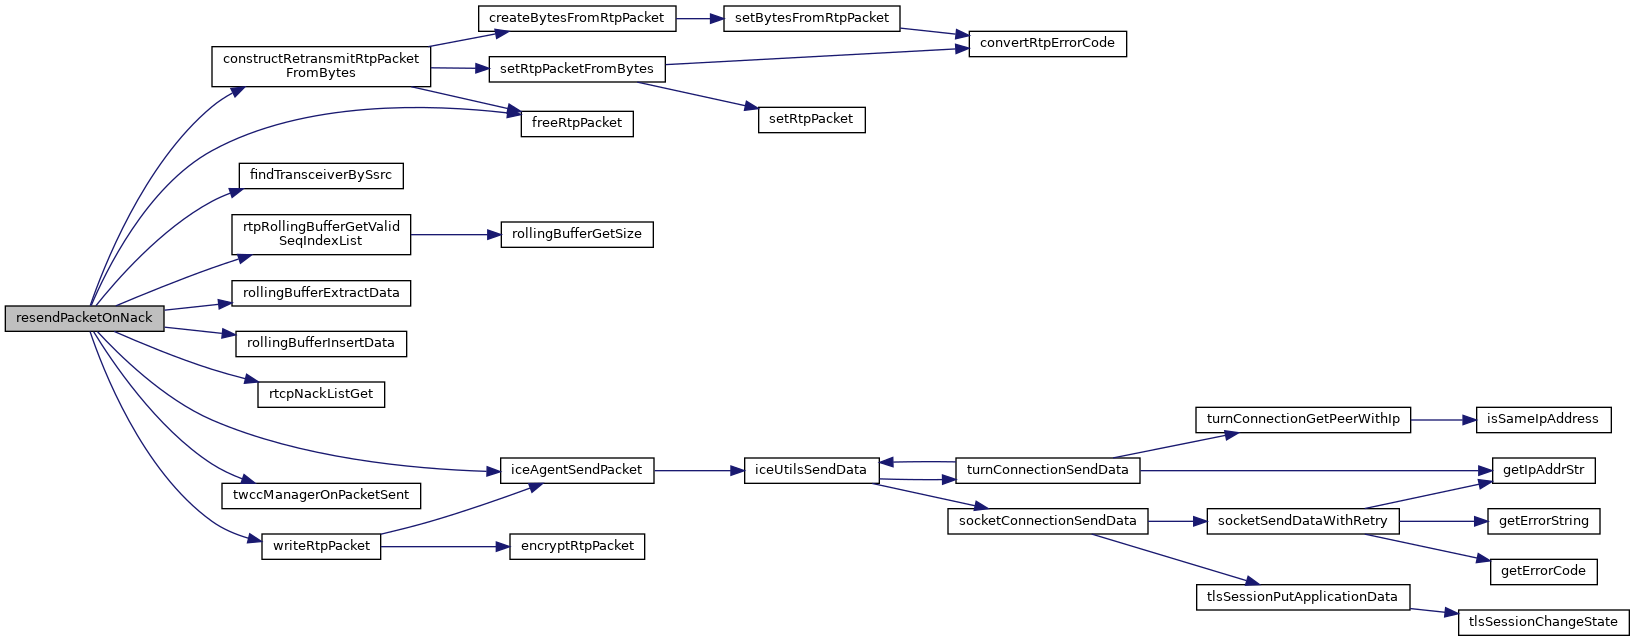 resendPacketOnNack
constructRetransmitRtpPacket
FromBytes
createBytesFromRtpPacket
setBytesFromRtpPacket
convertRtpErrorCode
setRtpPacketFromBytes
setRtpPacket
freeRtpPacket
findTransceiverBySsrc
rtpRollingBufferGetValid
SeqIndexList
rollingBufferGetSize
rollingBufferExtractData
rollingBufferInsertData
rtcpNackListGet
iceAgentSendPacket
iceUtilsSendData
turnConnectionSendData
turnConnectionGetPeerWithIp
isSameIpAddress
getIpAddrStr
socketConnectionSendData
socketSendDataWithRetry
getErrorString
getErrorCode
tlsSessionPutApplicationData
tlsSessionChangeState
twccManagerOnPacketSent
writeRtpPacket
encryptRtpPacket